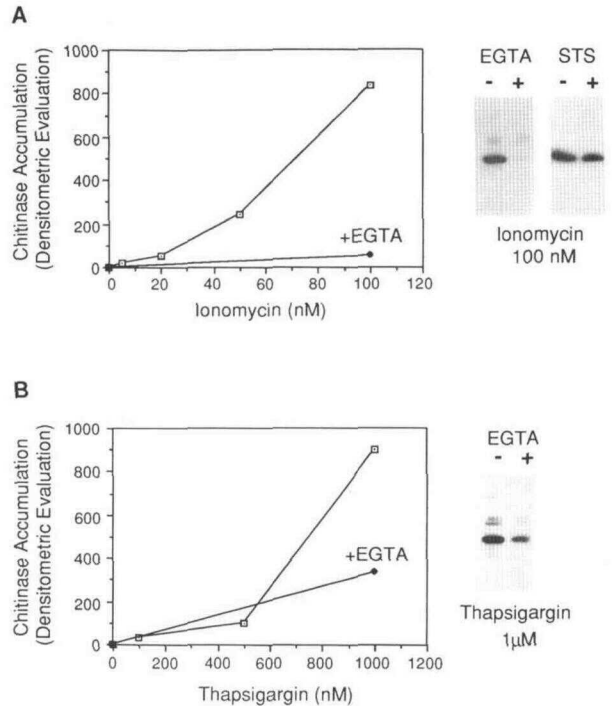 A
Chitinase Accumulation
(Densitometric Evaluation)
1000
800
600
400
200
0
+EGTA
0 20 40 60 80 100 120
Ionomycin (nM)
EGTA STS
- + - +
Ionomycin
100 nM
B
Chitinase Accumulation
(Densitometric Evaluation)
1000
800
600
400
200
0
+EGTA
0 200 400 600 800 1000 1200
Thapsigargin (nM)
EGTA
- +
Thapsigargin
1µM